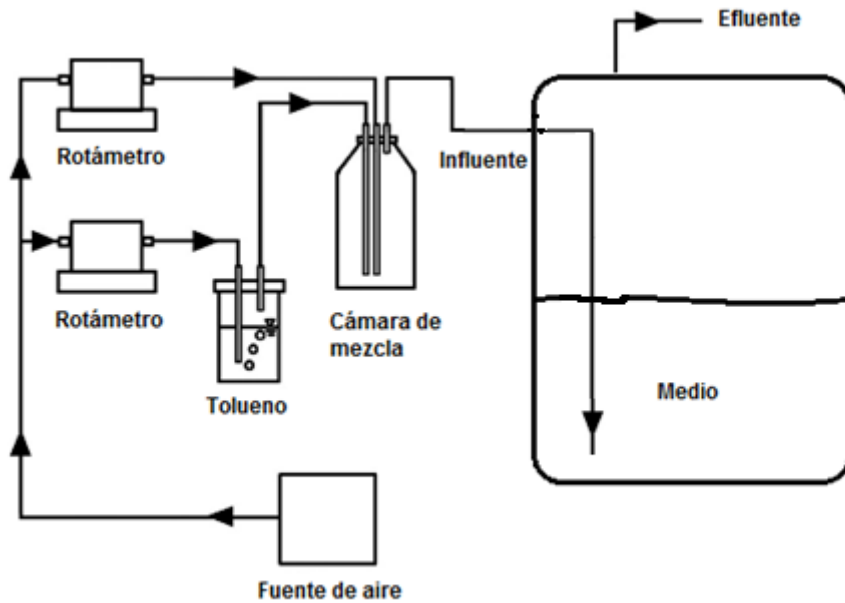 Efluente
Rotámetro
Influente
Rotámetro
Cámara de
mezcla
Tolueno
Medio
Fuente de aire